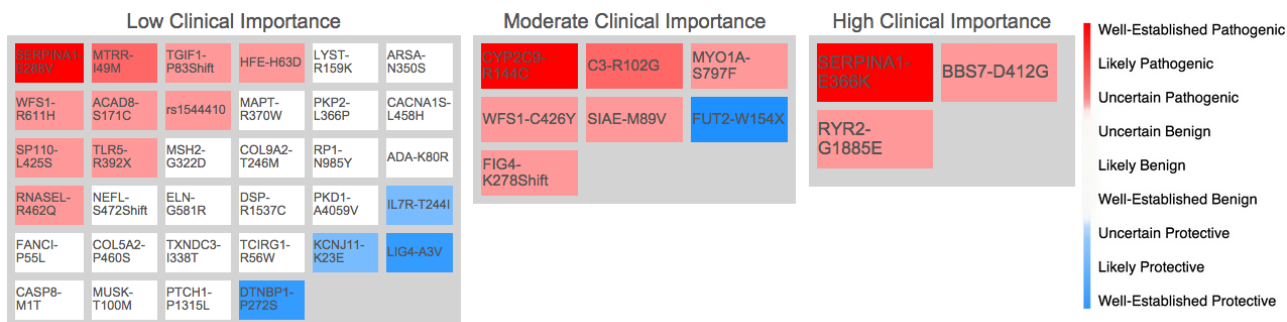 Low Clinical Importance
SERPINA1-
E288V
MTRR-
I49M
TGIF1-
P83Shift
HFE-H63D
LYST-
R159K
ARSA-
N350S
WFS1-
R611H
ACAD8-
S171C
rs1544410
MAPT-
R370W
PKP2-
L366P
CACNA1S-
L458H
SP110-
L425S
TLR5-
R392X
MSH2-
G322D
COL9A2-
T246M
RP1-
N985Y
ADA-K80R
RNASEL-
R462Q
NEFL-
S472Shift
ELN-
G581R
DSP-
R1537C
PKD1-
A4059V
IL7R-T244I
FANCI-
P55L
COL5A2-
P460S
TXNDC3-
I338T
TCIRG1-
R56W
KCNJ11-
K23E
LIG4-A3V
CASP8-
M1T
MUSK-
T100M
PTCH1-
P1315L
DTNBP1-
P272S
Moderate Clinical Importance
CYP2C9-
R144C
C3-R102G
MYO1A-
S797F
WFS1-C426Y
SIAE-M89V
FUT2-W154X
FIG4-
K278Shift
High Clinical Importance
SERPINA1-
E366K
BBS7-D412G
RYR2-
G1885E
Well-Established Pathogenic
Likely Pathogenic
Uncertain Pathogenic
Uncertain Benign
Likely Benign
Well-Established Benign
Uncertain Protective
Likely Protective
Well-Established Protective